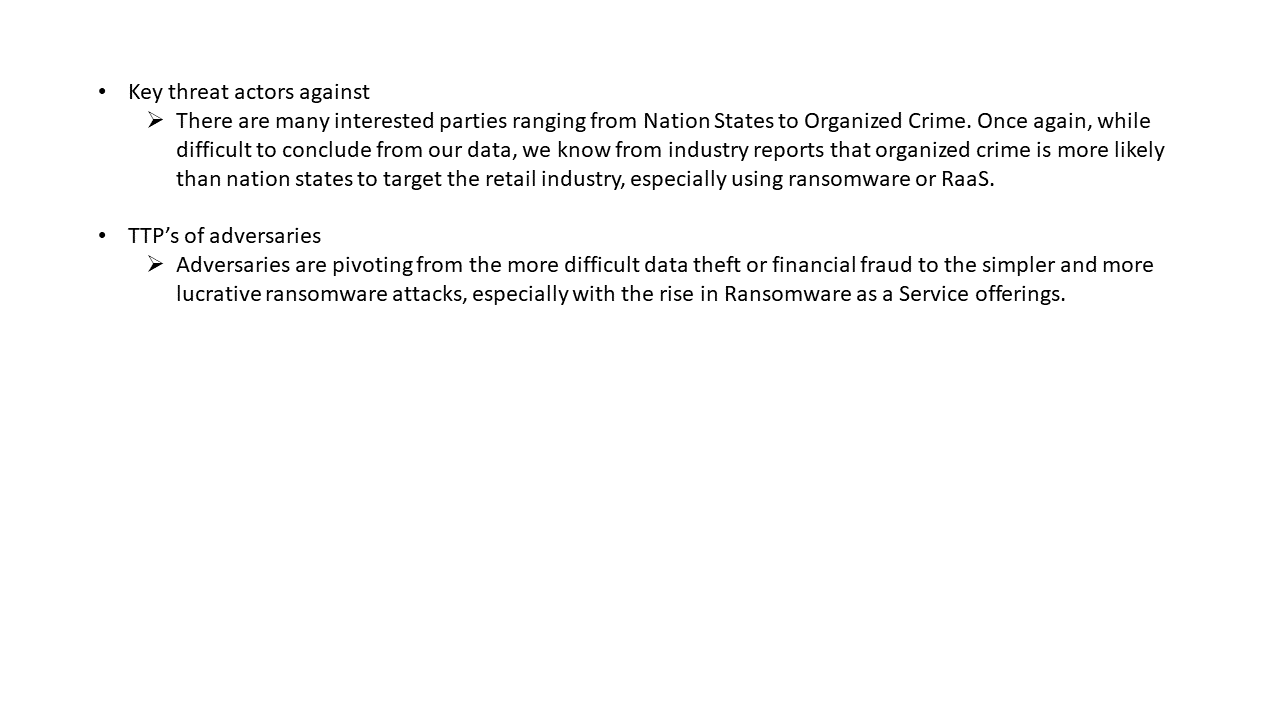 • Key threat actors against
➢ There are many interested parties ranging from Nation States to Organized Crime. Once again, while
difficult to conclude from our data, we know from industry reports that organized crime is more likely
than nation states to target the retail industry, especially using ransomware or RaaS.
• TTP’s of adversaries
➢ Adversaries are pivoting from the more difficult data theft or financial fraud to the simpler and more
lucrative ransomware attacks, especially with the rise in Ransomware as a Service offerings.